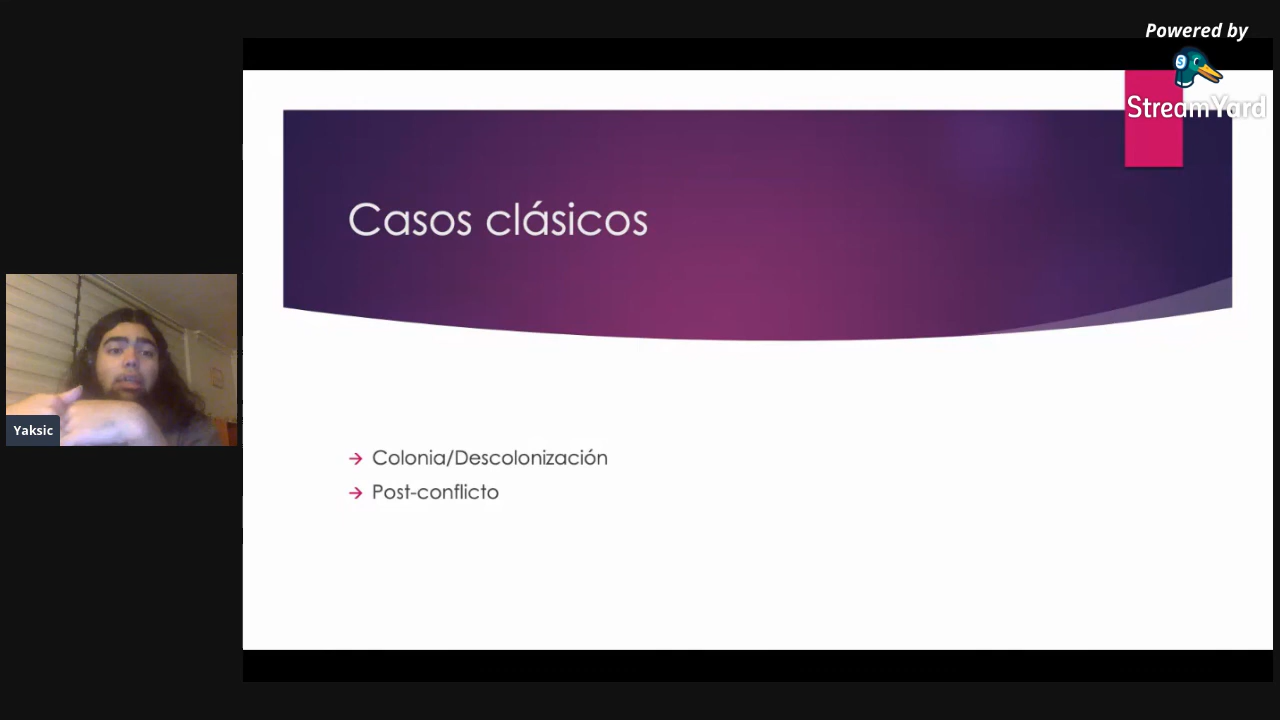 Powered by
StreamYard
Casos clásicos
Yaksic
Colonia/Descolonización
Post-conflicto